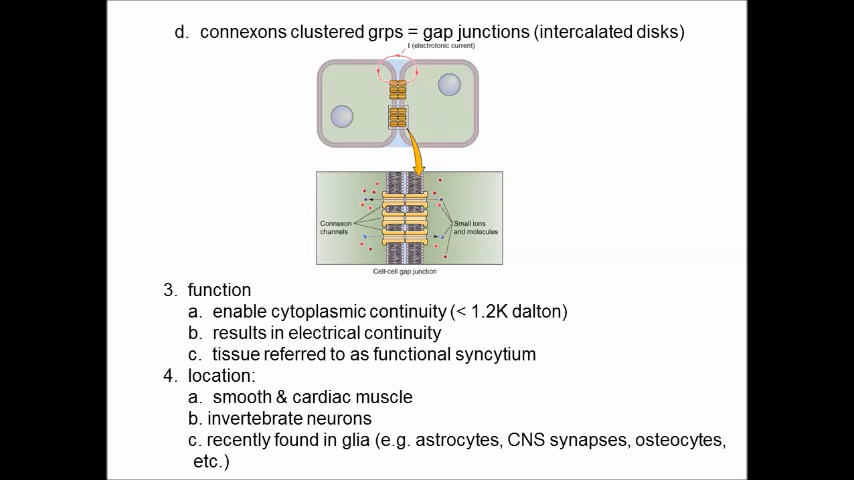 d. connexons clustered grps = gap junctions (intercalated disks)
I (electrotonic current)
Connexon
channels
Small ions
and molecules
Cell-cell gap junction
3. function
a. enable cytoplasmic continuity (< 1.2K dalton)
b. results in electrical continuity
c. tissue referred to as functional syncytium
4. location:
a. smooth & cardiac muscle
b. invertebrate neurons
c. recently found in glia (e.g. astrocytes, CNS synapses, osteocytes,
etc.)